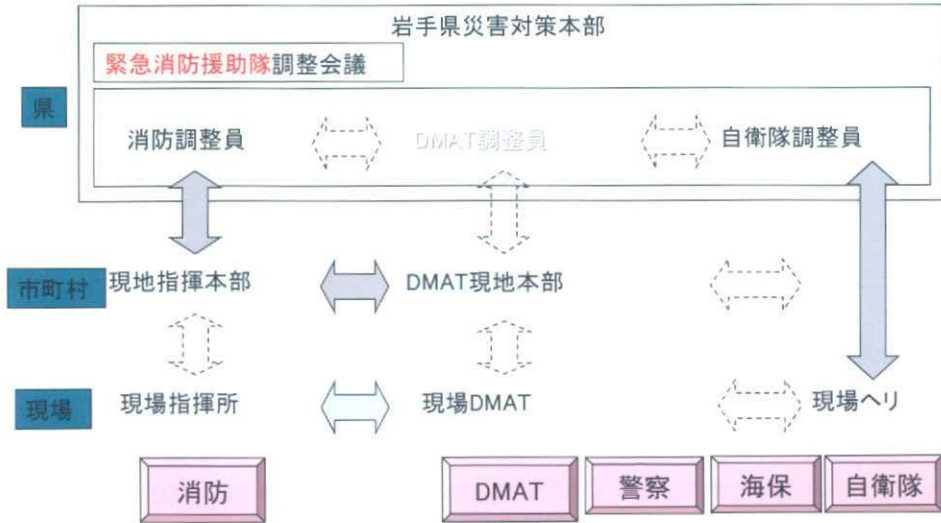 岩手県災害対策本部
緊急消防援助隊調整会議
県
消防調整員
DMAT調整員
自衛隊調整員
市町村
現地指揮本部
DMAT現地本部
現場
現場指揮所
現場DMAT
現場ヘリ
消防
DMAT
警察
海保
自衛隊